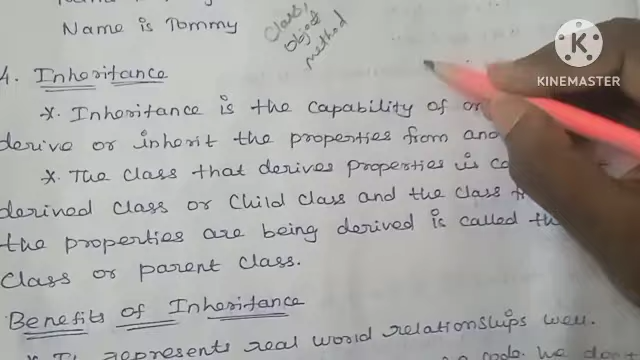 Name is Tommy
Class,
object
method
4. Inheritance
*. Inheritance is the capability of
derive or inherit the properties from
*. The class that derives properties is
derived class or child class and the class
the properties are being derived is called the
class or parent class.
Benefits of Inheritance
represents real world relationships well.
KINEMASTER